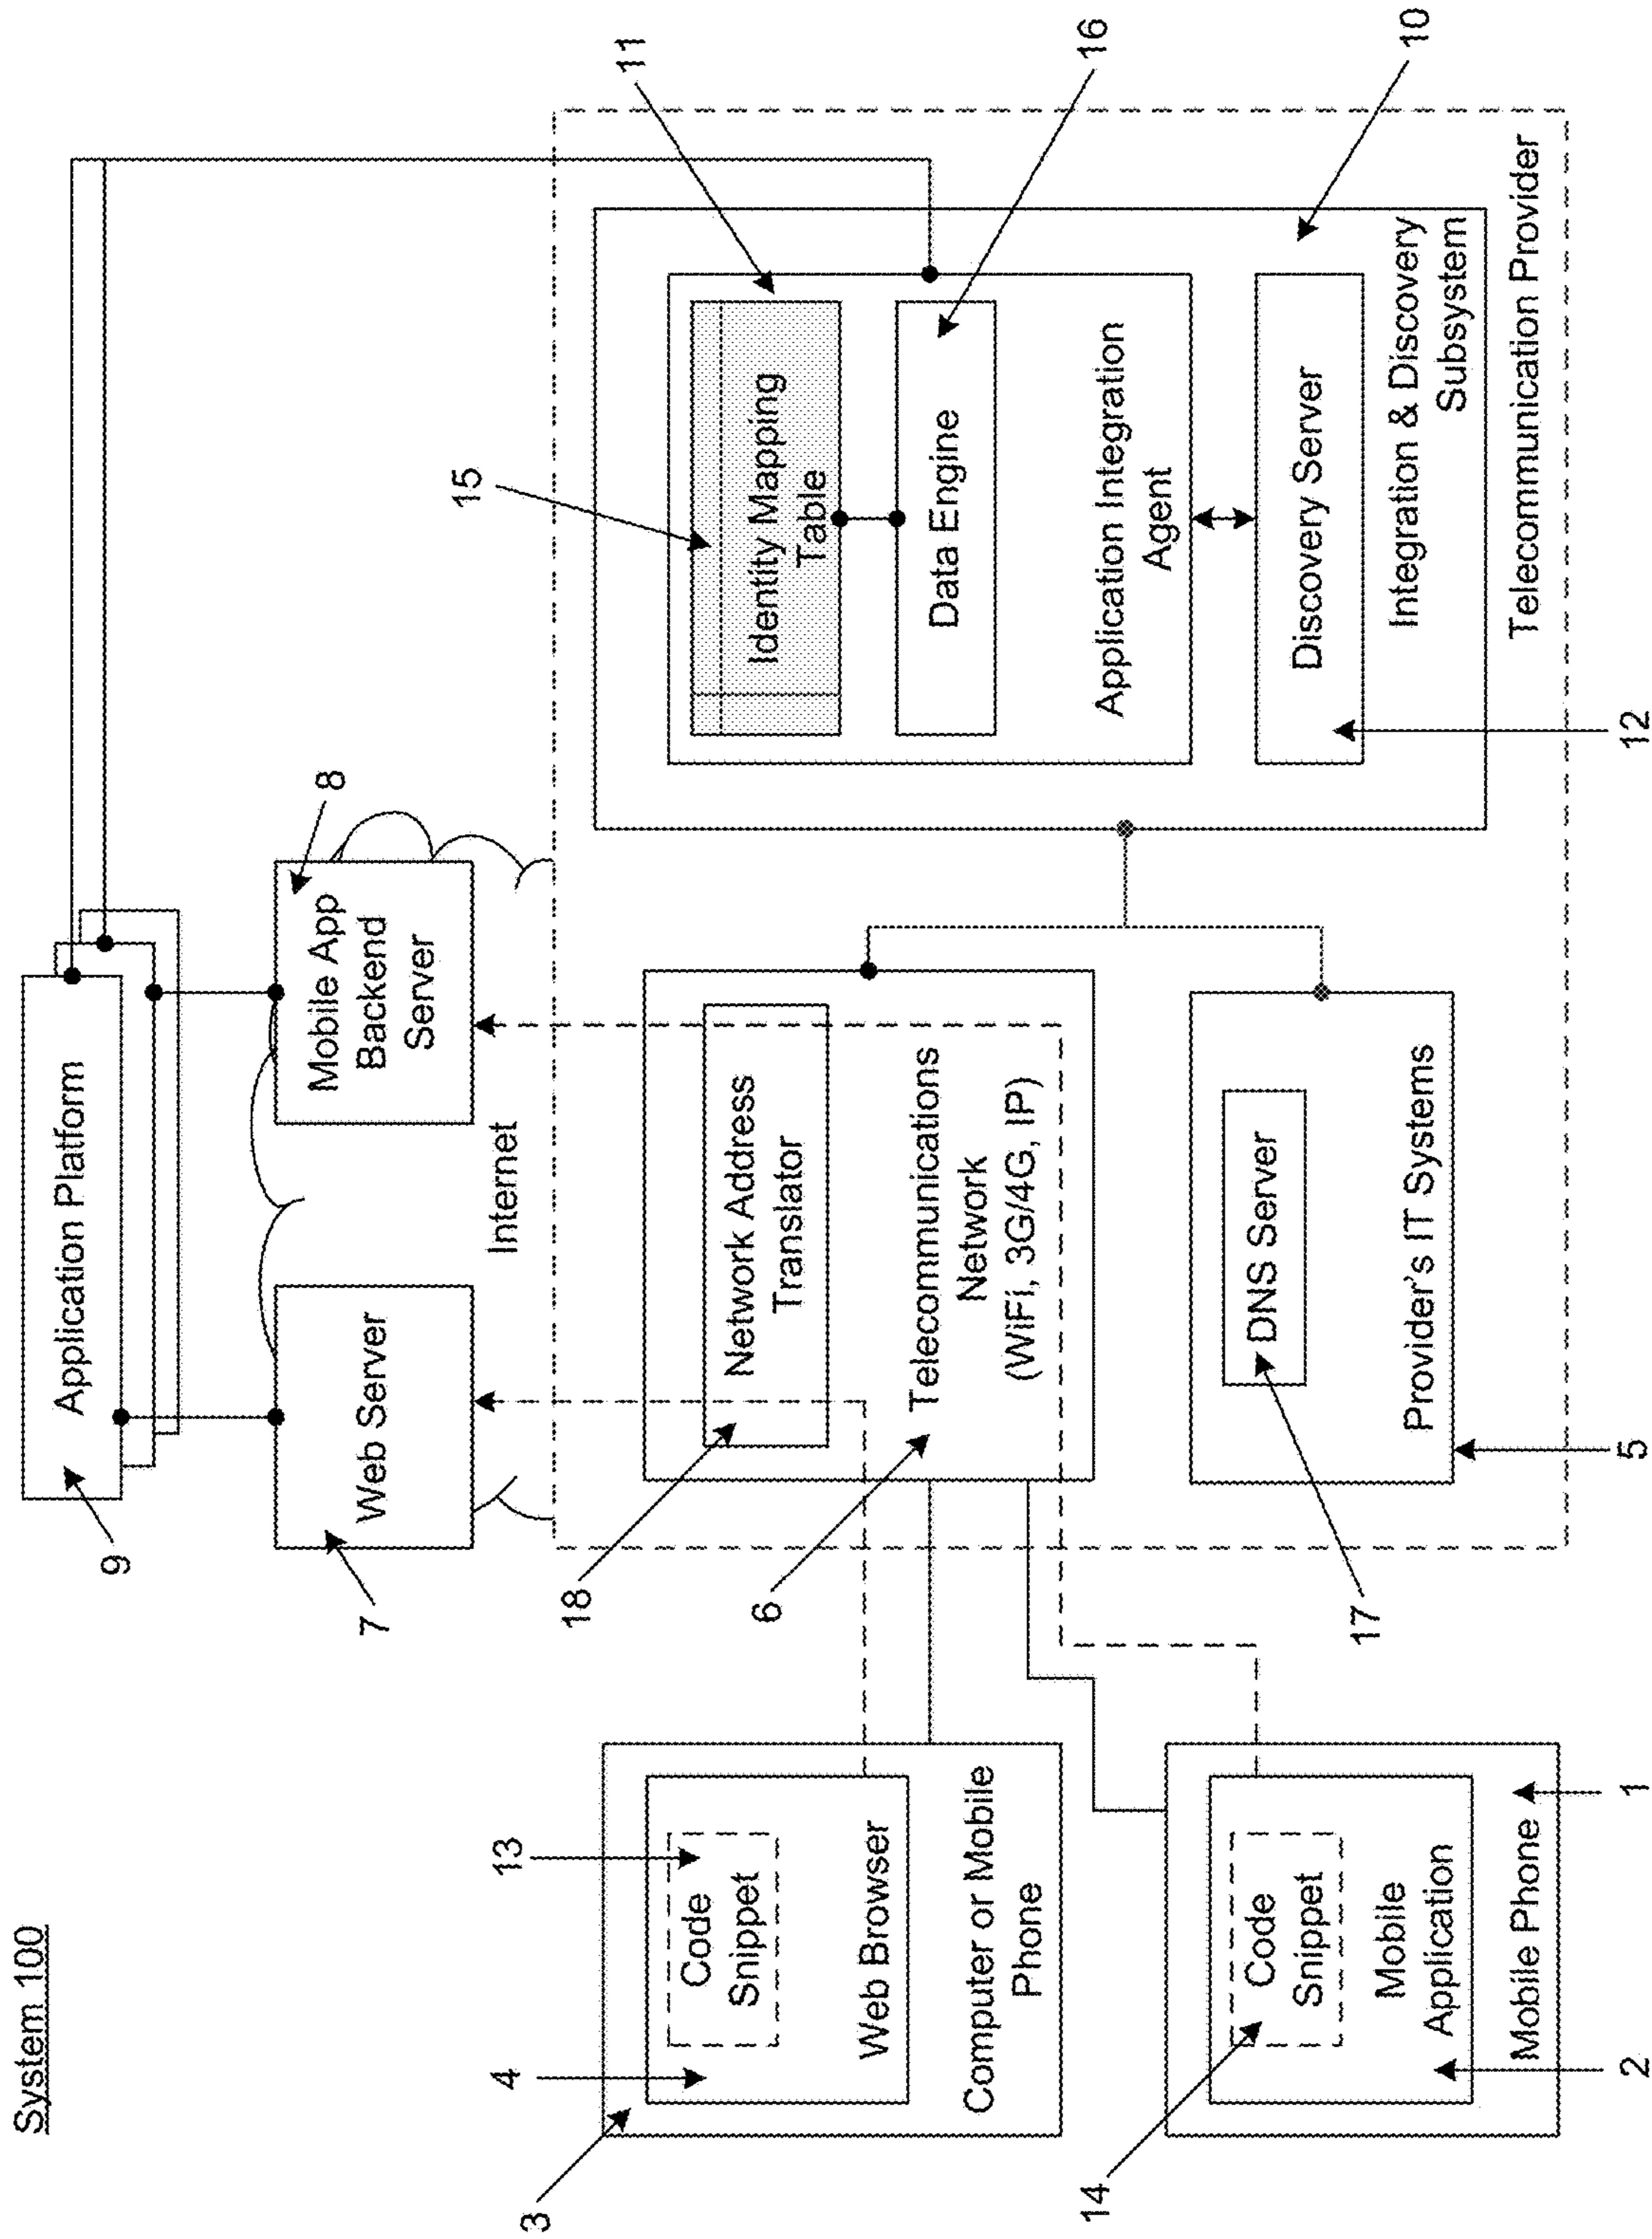 System 100
9
Application Platform
7
Web Server
8
Mobile App
Backend
Server
Internet
15
11
16
10
18
Network Address
Translator
6
Telecommunications
Network
(WiFi, 3G/4G, IP)
Identity Mapping
Table
Data Engine
Application Integration
Agent
Discovery Server
12
Integration & Discovery
Subsystem
Telecommunication Provider
17
DNS Server
Provider's IT Systems
5
3
4
13
Code
Snippet
Web Browser
Computer or Mobile
Phone
14
Code
Snippet
Mobile
Application
Mobile Phone
2
1